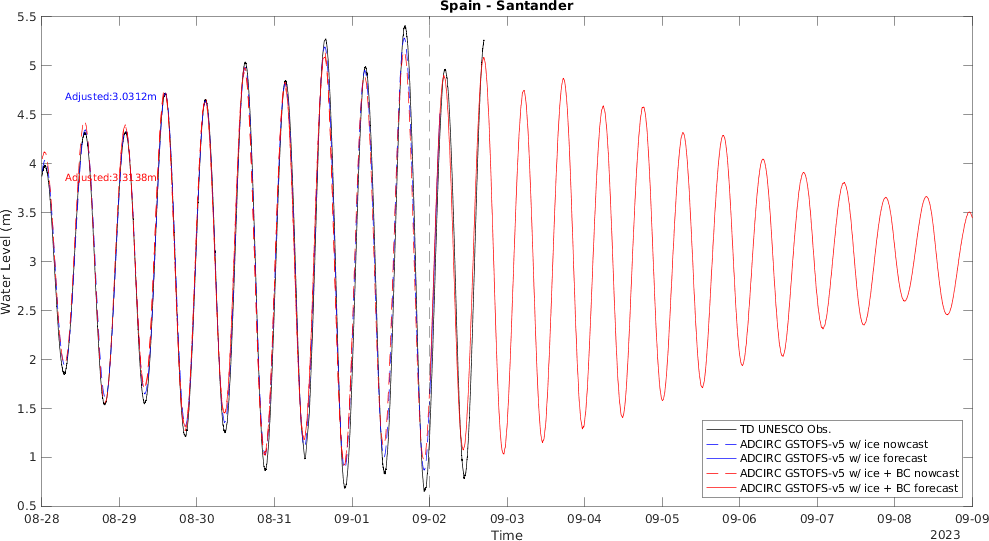 Spain - Santander
5.5
5
4.5
4
3.5
3
2.5
2
1.5
1
0.5
Water Level (m)
Adjusted:3.0312m
Adjusted:3.3138m
TD UNESCO Obs.
ADCIRC GSTOFS-v5 w/ ice nowcast
ADCIRC GSTOFS-v5 w/ ice forecast
ADCIRC GSTOFS-v5 w/ ice + BC nowcast
ADCIRC GSTOFS-v5 w/ ice + BC forecast
08-28 08-29 08-30 08-31 09-01 09-02 09-03 09-04 09-05 09-06 09-07 09-08 09-09
Time
2023